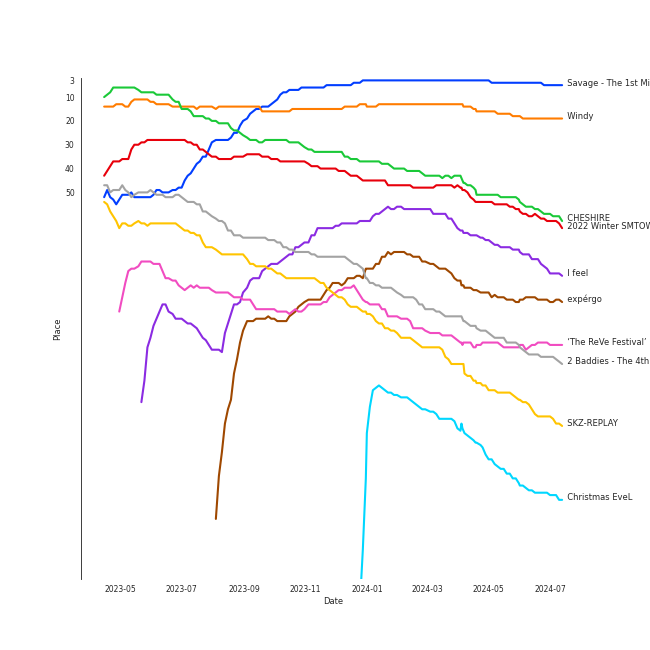 3
10
20
30
40
50
Place
Savage - The 1st Mi
Windy
CHESHIRE
2022 Winter SMTOW
I feel
expérgo
'The ReVe Festival'
2 Baddies - The 4th
SKZ-REPLAY
Christmas EveL
2023-05 2023-07 2023-09 2023-11 2024-01 2024-03 2024-05 2024-07
Date